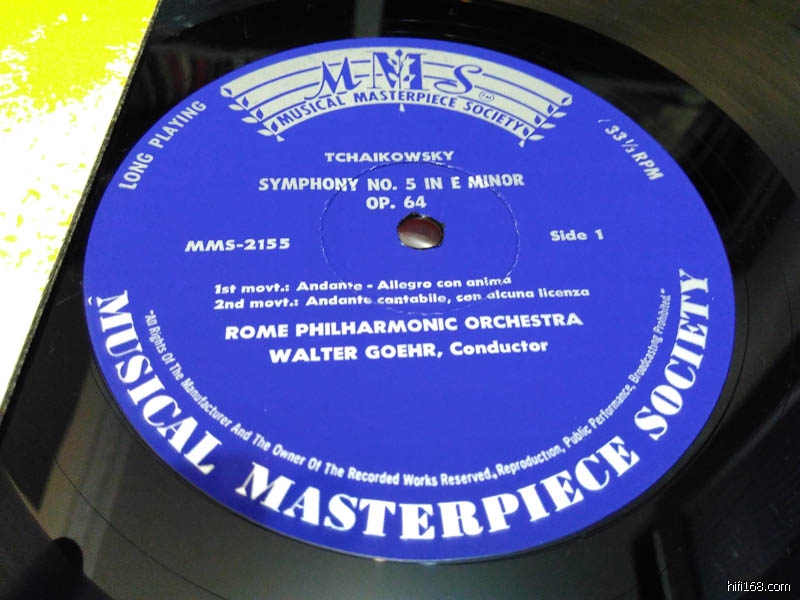 M·M·S
MUSICAL MASTERPIECE SOCIETY
LONG PLAYING
33 1/3 RPM
TCHAIKOWSKY
SYMPHONY NO. 5 IN E MINOR
OP. 64
MMS-2155
Side 1
1st movt.: Andante - Allegro con anima
2nd movt.: Andante cantabile, con alcuna licenza
ROME PHILHARMONIC ORCHESTRA
WALTER GOEHR, Conductor
"All Rights Of The Manufacturer And The Owner Of The Recorded Works Reserved., Reproduction, Public Performance, Broadcasting Prohibited."
MUSICAL MASTERPIECE SOCIETY
hifi168.com